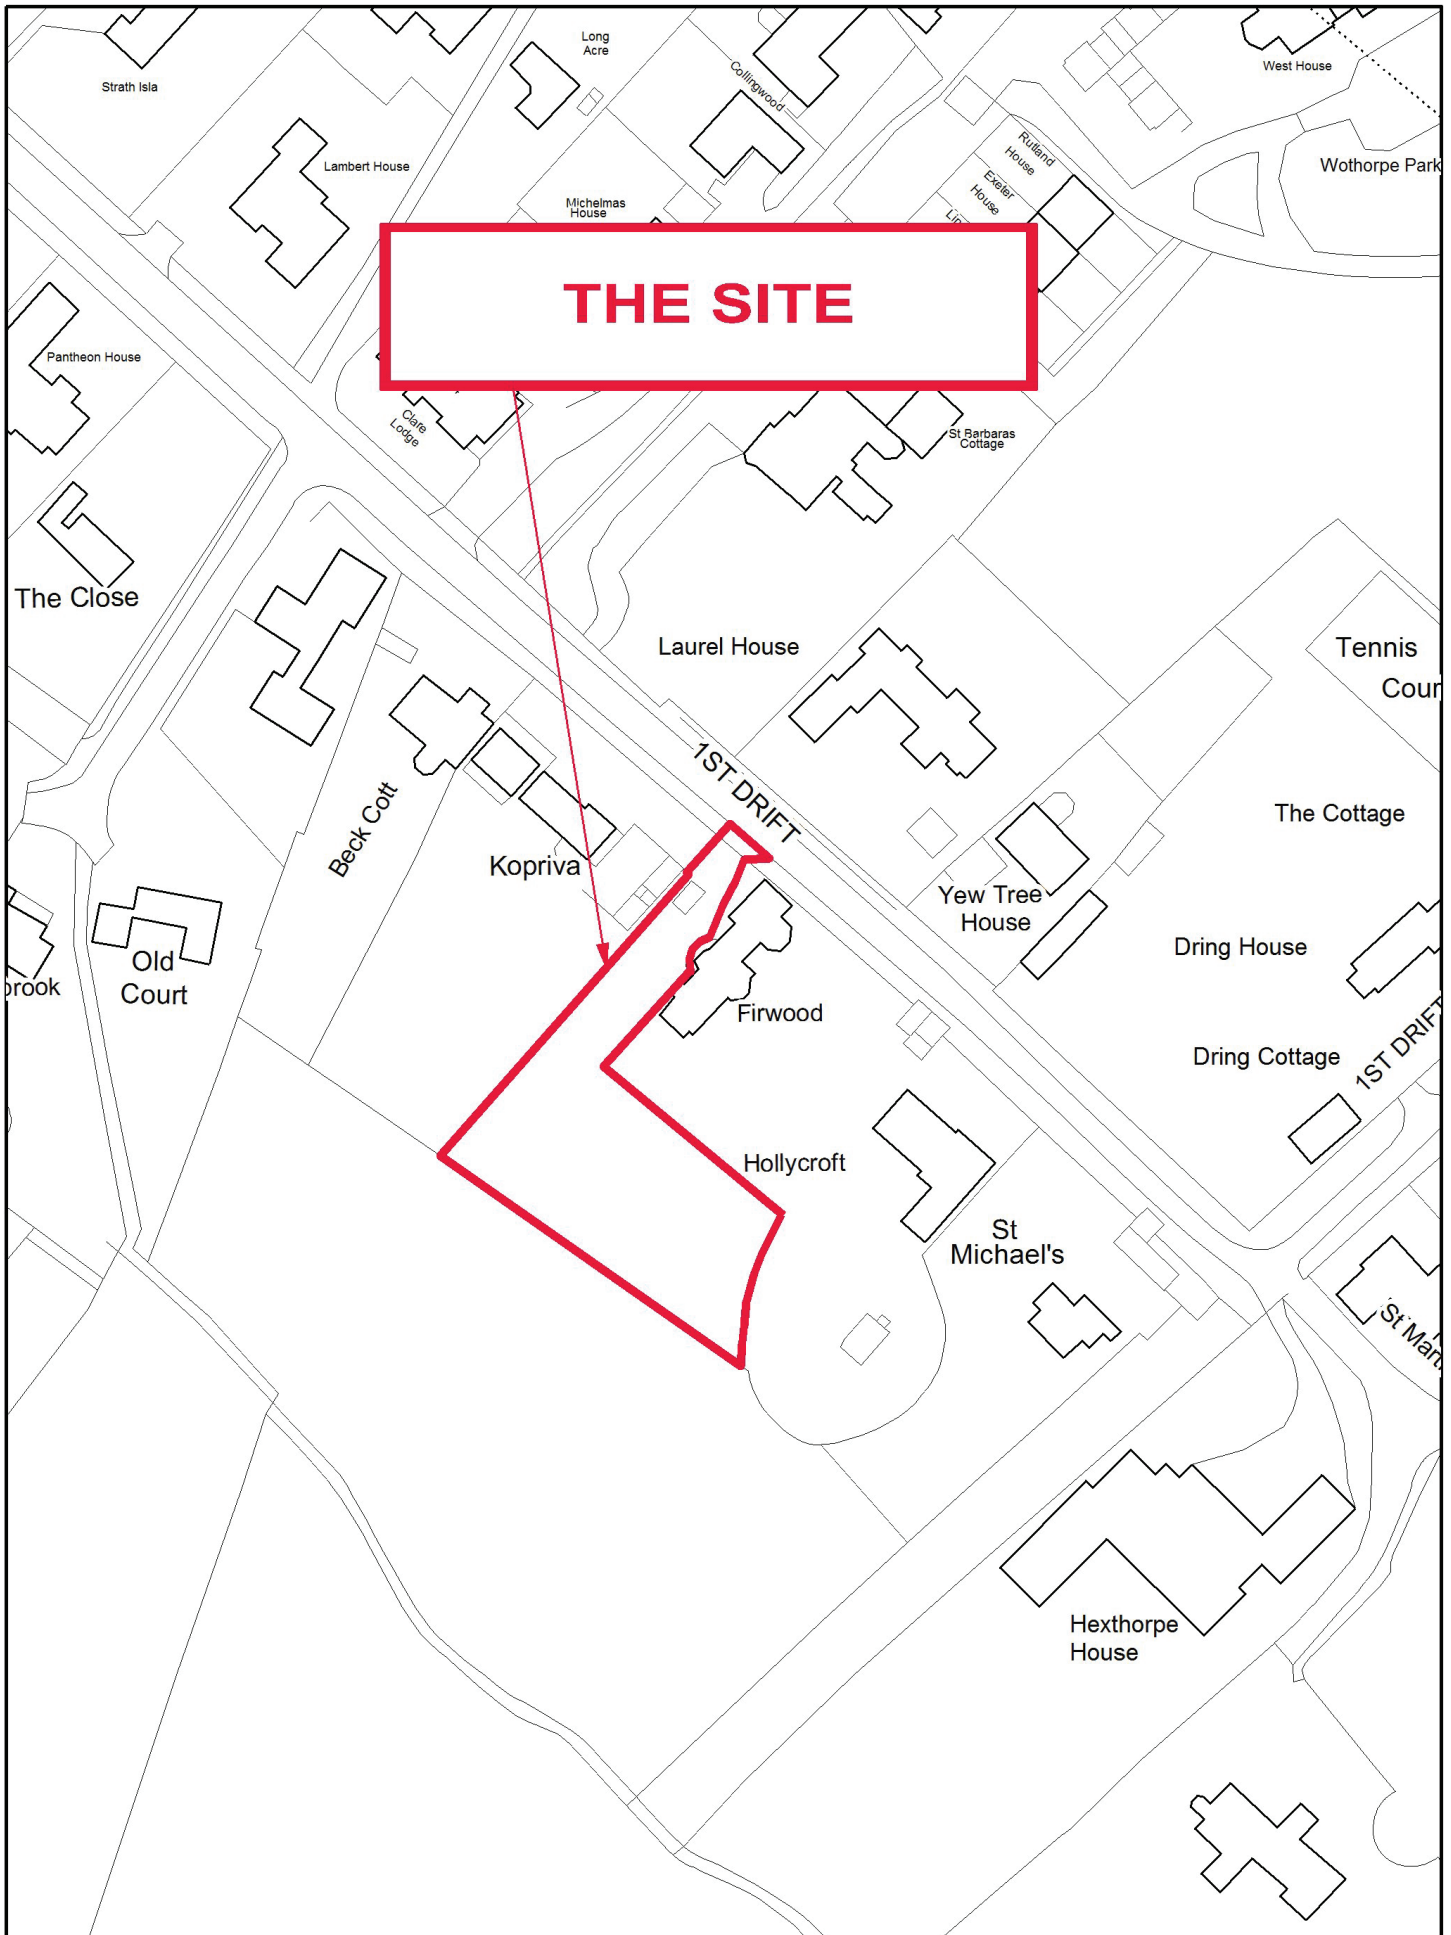 Long
Acre
Strath Isla
Collingwood
West House
Lambert House
Rutland
House
Wothorpe Park
Exeter
House
Michelmas
House
THE SITE
Pantheon House
Clare
Lodge
St Barbaras
Cottage
The Close
Laurel House
Tennis
1ST DRIFT
Beck Cott
The Cottage
Kopriva
Yew Tree
House
Dring House
Old
Court
Firwood
Dring Cottage
1ST DRIFT
Hollycroft
St
Michael's
Hexthorpe
House